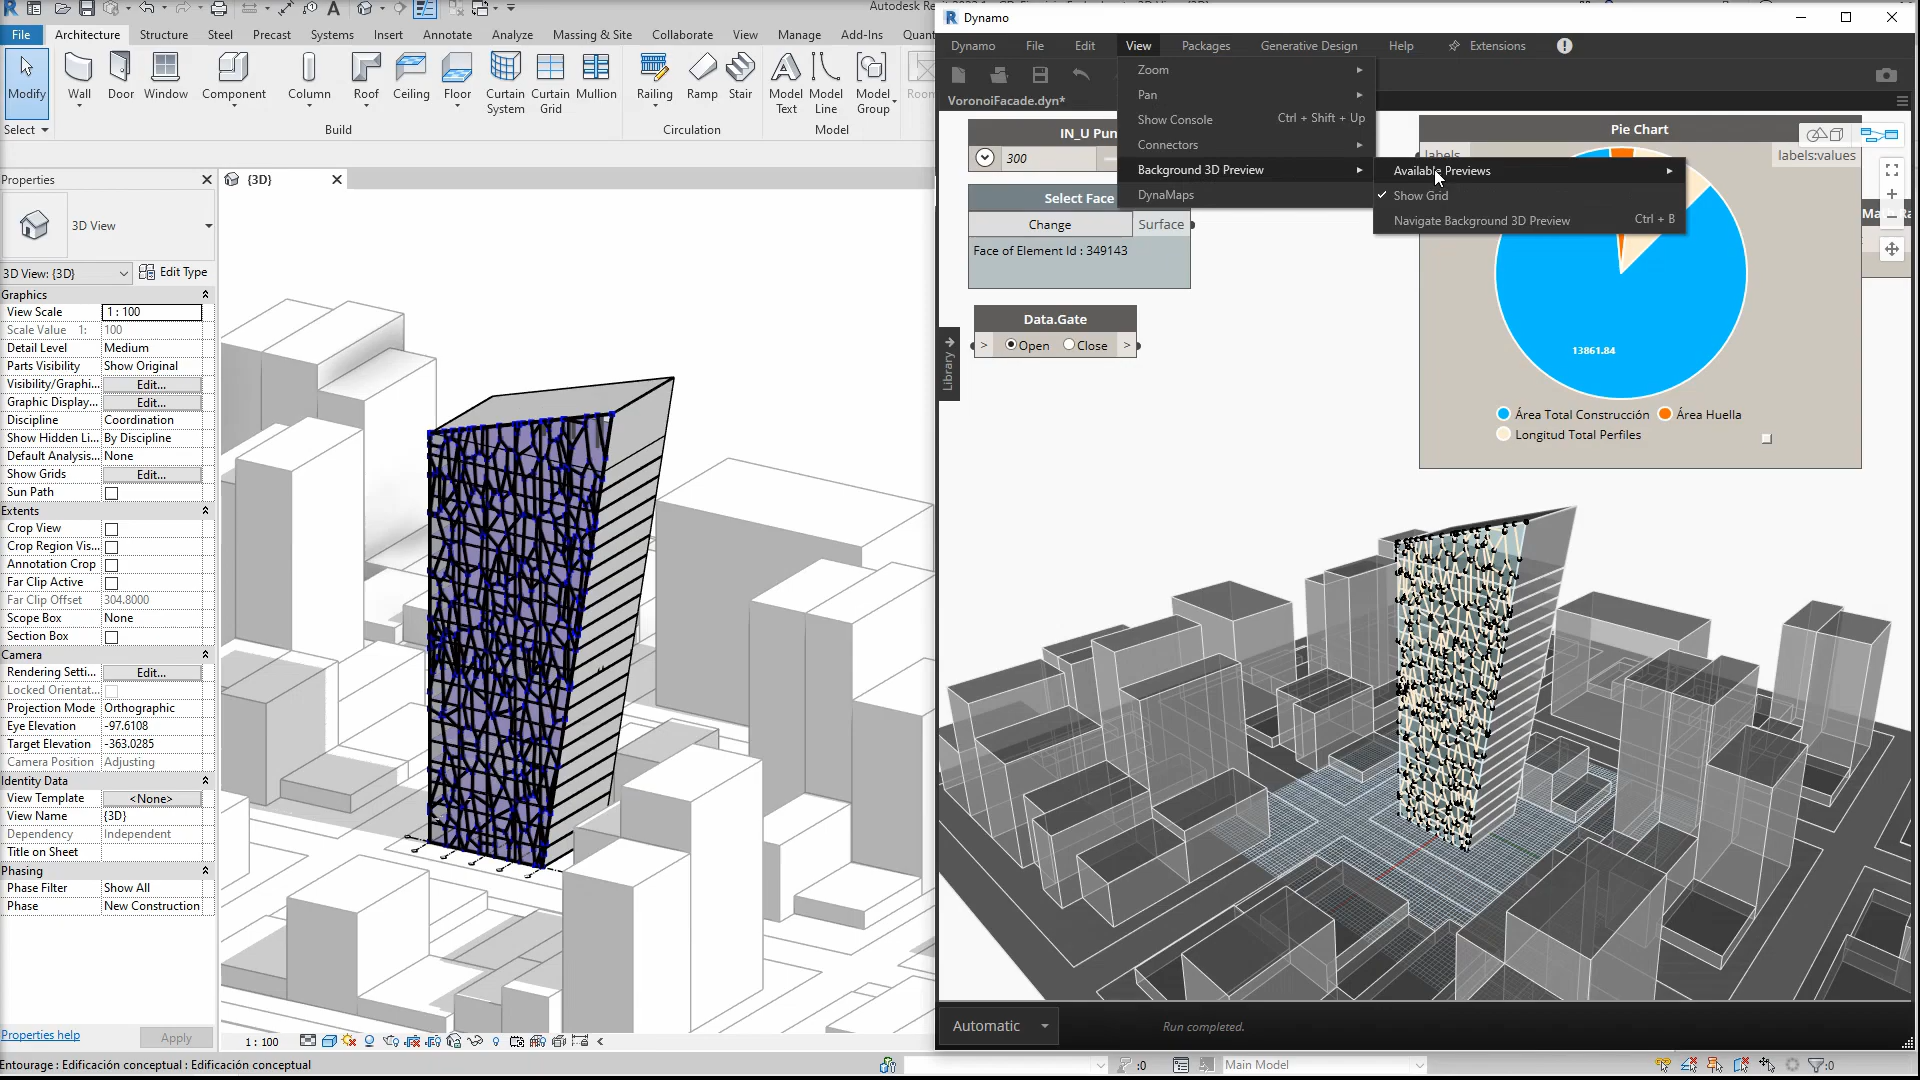 Dynamo
File
Architecture
Structure
Steel
Precast
Systems
Insert
Annotate
Analyze
Massing & Site
Collaborate
View
Manage
Add-Ins
Quant
Modify
Wall
Door
Window
Component
Column
Roof
Ceiling
Floor
Curtain System
Curtain Grid
Mullion
Railing
Ramp
Stair
Model Text
Model Line
Model Group
Select
Build
Circulation
Model
Properties
{3D}
3D View
3D View: {3D}
Edit Type
Graphics
View Scale 1 : 100
Scale Value 1: 100
Detail Level Medium
Parts Visibility Show Original
Visibility/Graphi... Edit...
Graphic Display... Edit...
Discipline Coordination
Show Hidden Li... By Discipline
Default Analysis... None
Show Grids Edit...
Sun Path
Extents
Crop View
Crop Region Vis...
Annotation Crop
Far Clip Active
Far Clip Offset 304.8000
Scope Box None
Section Box
Camera
Rendering Setti... Edit...
Locked Orientat...
Projection Mode Orthographic
Eye Elevation -97.6108
Target Elevation -363.0285
Camera Position Adjusting
Identity Data
View Template <None>
View Name {3D}
Dependency Independent
Title on Sheet
Phasing
Phase Filter Show All
Phase New Construction
Properties help
Apply
1 : 100
Entourage : Edificación conceptual : Edificación conceptual
:0
Main Model
:0
Dynamo File Edit View Packages Generative Design Help Extensions
VoronoiFacade.dyn*
Zoom
Pan
Show Console Ctrl + Shift + Up
Connectors
Background 3D Preview
DynaMaps
Available Previews
Show Grid
Navigate Background 3D Preview Ctrl + B
IN_U Pun
300
Select Face
Change
Surface
Face of Element Id : 349143
Data.Gate
> Open Close >
Library
Pie Chart
labels
labels:values
13861.84
Área Total Construcción
Área Huella
Longitud Total Perfiles
Automatic
Run completed.